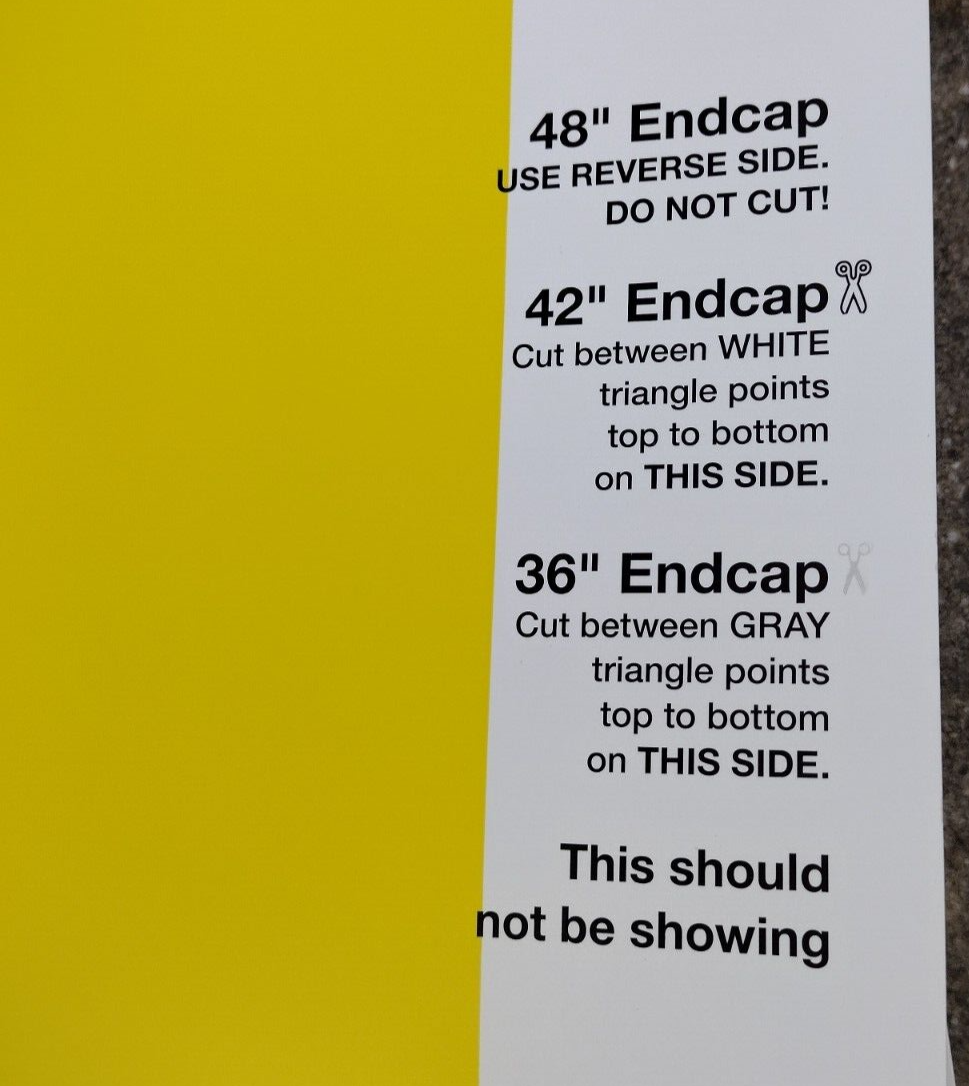 48" Endcap
USE REVERSE SIDE.
DO NOT CUT!
42" Endcap
Cut between WHITE
triangle points
top to bottom
on THIS SIDE.
36" Endcap
Cut between GRAY
triangle points
top to bottom
on THIS SIDE.
This should
not be showing